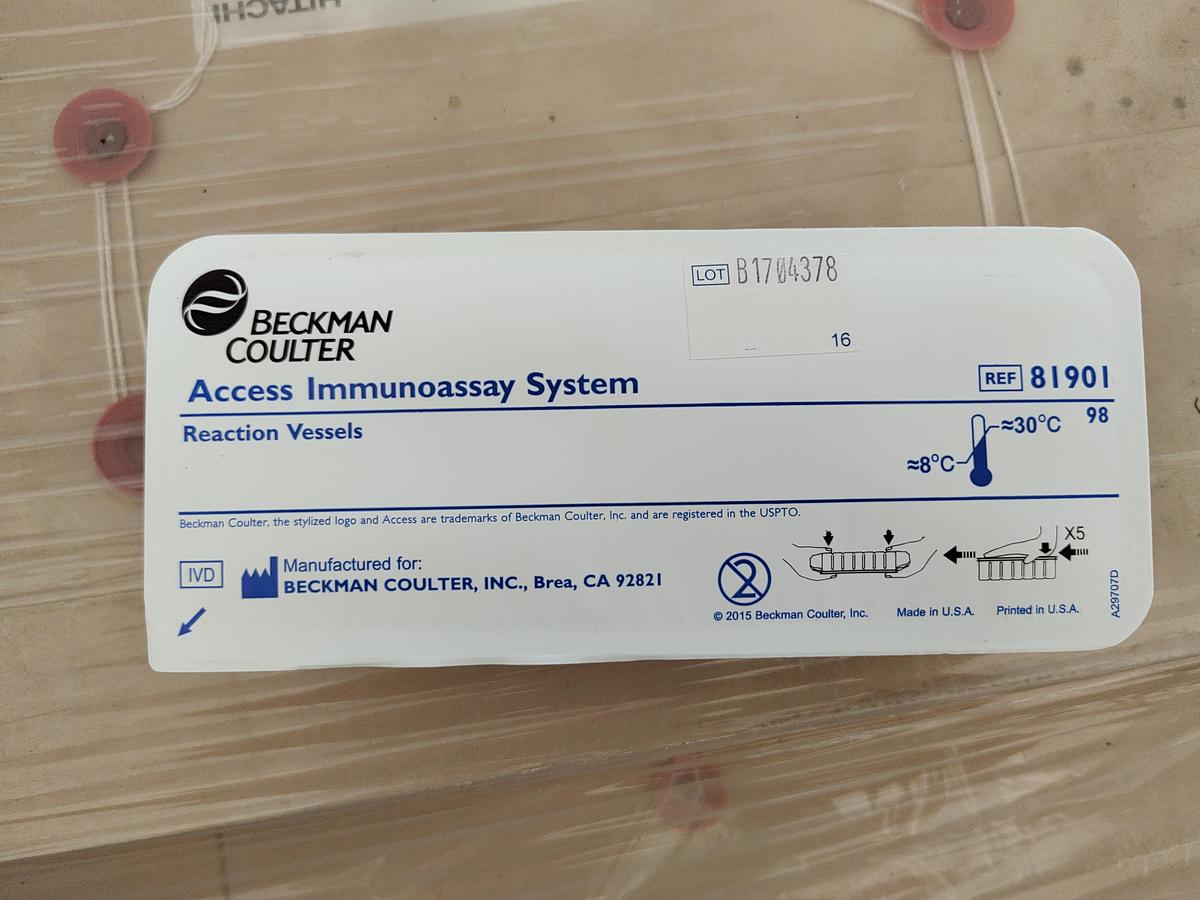 HITACHI
BECKMAN
COULTER
LOT B1704378
16
Access Immunoassay System
REF 81901
Reaction Vessels
98
≈30°C
≈8°C
Beckman Coulter, the stylized logo and Access are trademarks of Beckman Coulter, Inc. and are registered in the USPTO.
X5
IVD
Manufactured for:
BECKMAN COULTER, INC., Brea, CA 92821
2
© 2015 Beckman Coulter, Inc. Made in U.S.A. Printed in U.S.A.
A29707D